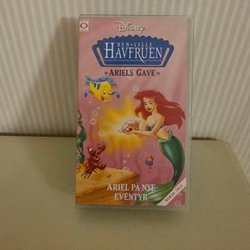 Disney
DEN LILLE
HAVFRUEN
ARIELS GAVE
ARIEL PÅ NYE
EVENTYR